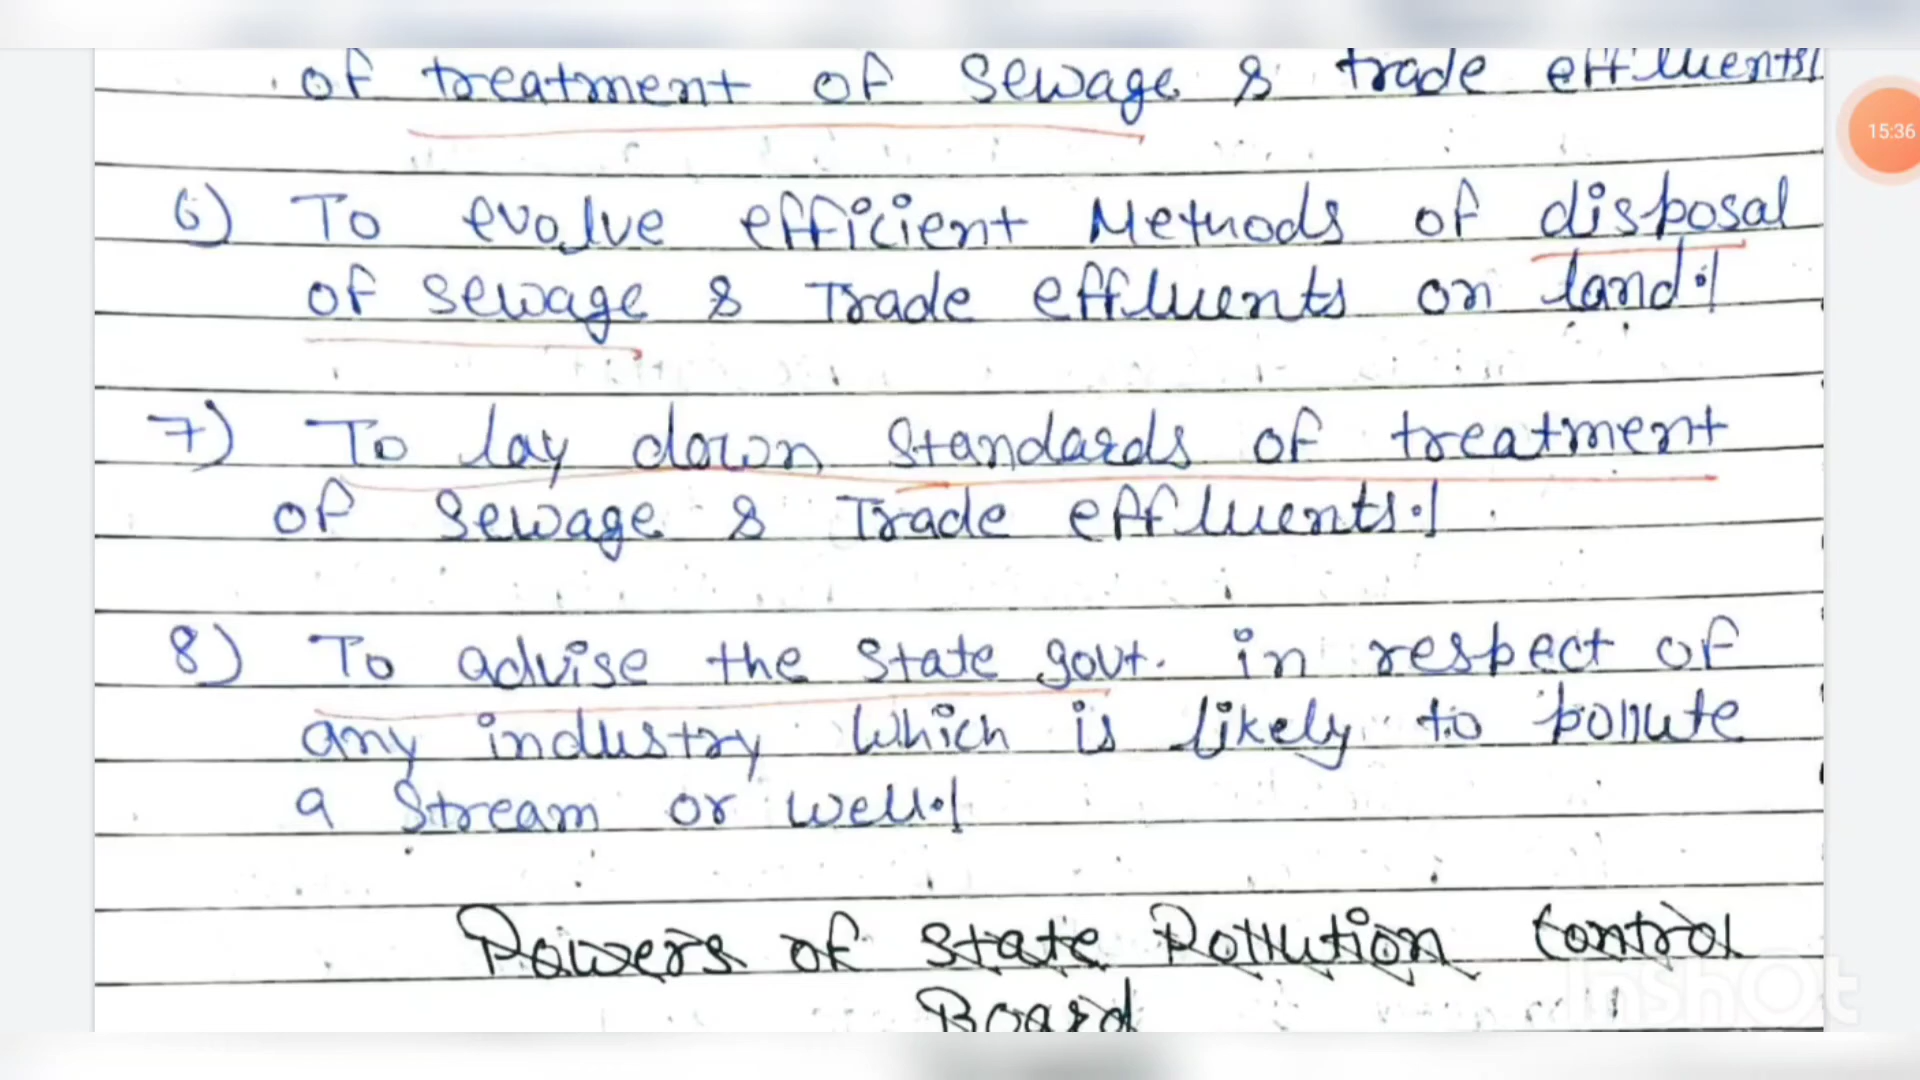 of treatment of sewage & trade effluents.
15:36
6) To evolve efficient Methods of disposal
of sewage & Trade effluents on land.
7) To lay down standards of treatment
of sewage & Trade effluents.
8) To advise the state govt. in respect of
any industry which is likely to pollute
a stream or well.
Powers of State Pollution Control
Board
InShOt